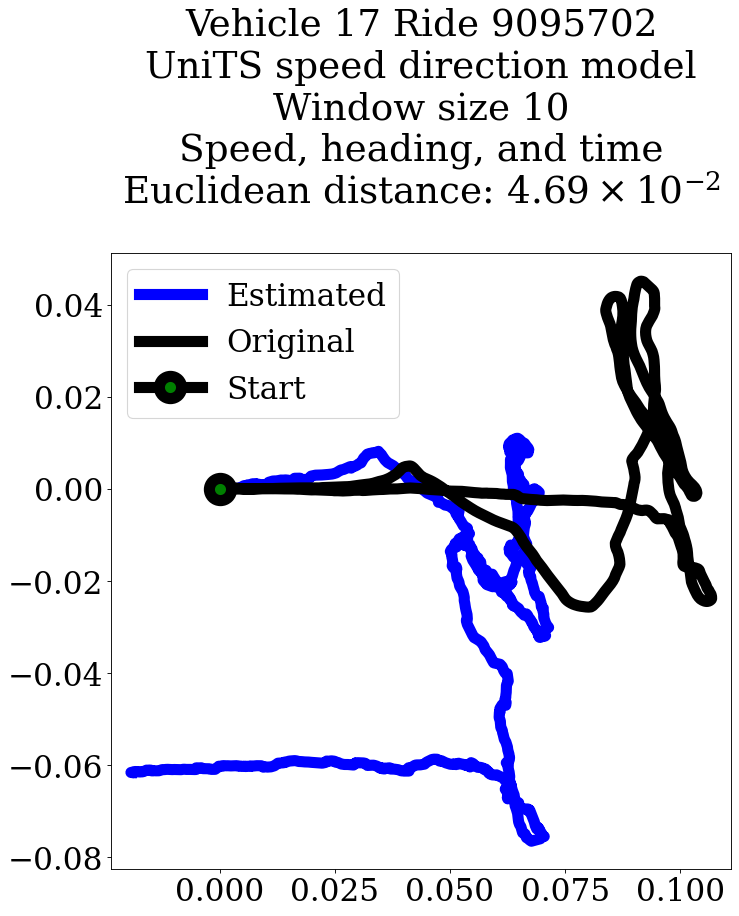 Vehicle 17 Ride 9095702
UniTS speed direction model
Window size 10
Speed, heading, and time
Euclidean distance: 4.69 × 10⁻²
Estimated
Original
Start
0.04
0.02
0.00
−0.02
−0.04
−0.06
−0.08
0.000 0.025 0.050 0.075 0.100